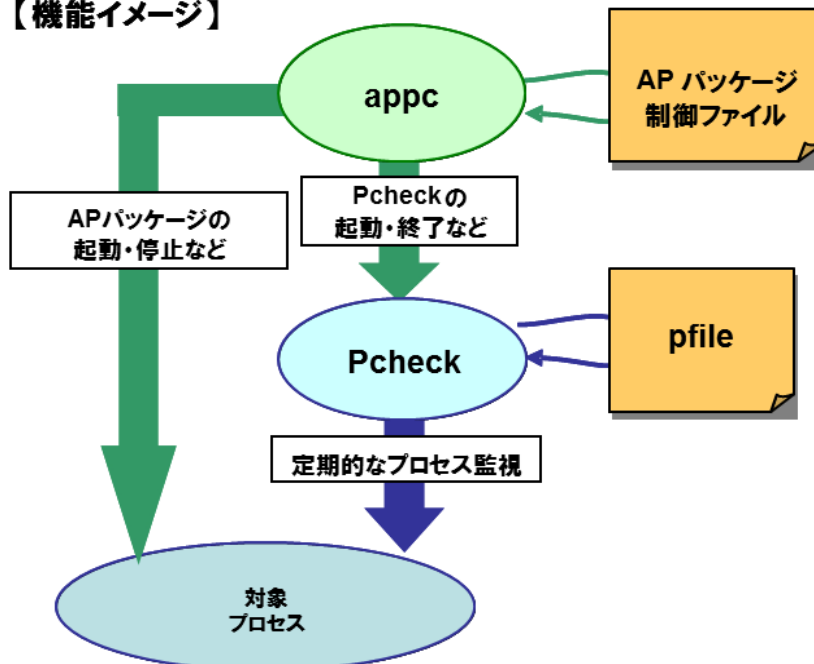 【機能イメージ】
appc
AP パッケージ
制御ファイル
APパッケージの
起動・停止など
Pcheckの
起動・終了など
Pcheck
pfile
定期的なプロセス監視
対象
プロセス